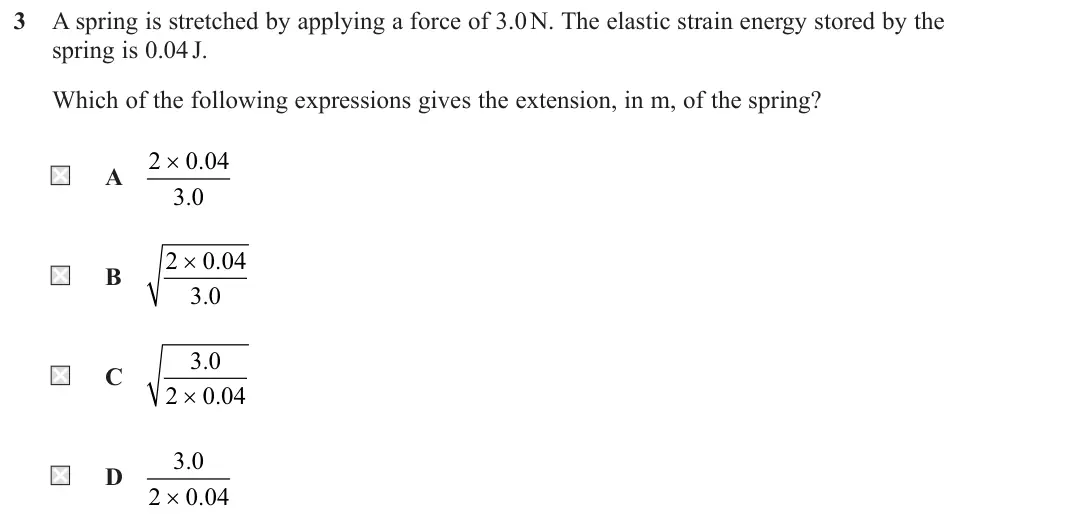 3 A spring is stretched by applying a force of 3.0 N. The elastic strain energy stored by the
spring is 0.04 J.
Which of the following expressions gives the extension, in m, of the spring?
A 2 × 0.04 / 3.0
B √(2 × 0.04 / 3.0)
C √(3.0 / 2 × 0.04)
D 3.0 / 2 × 0.04